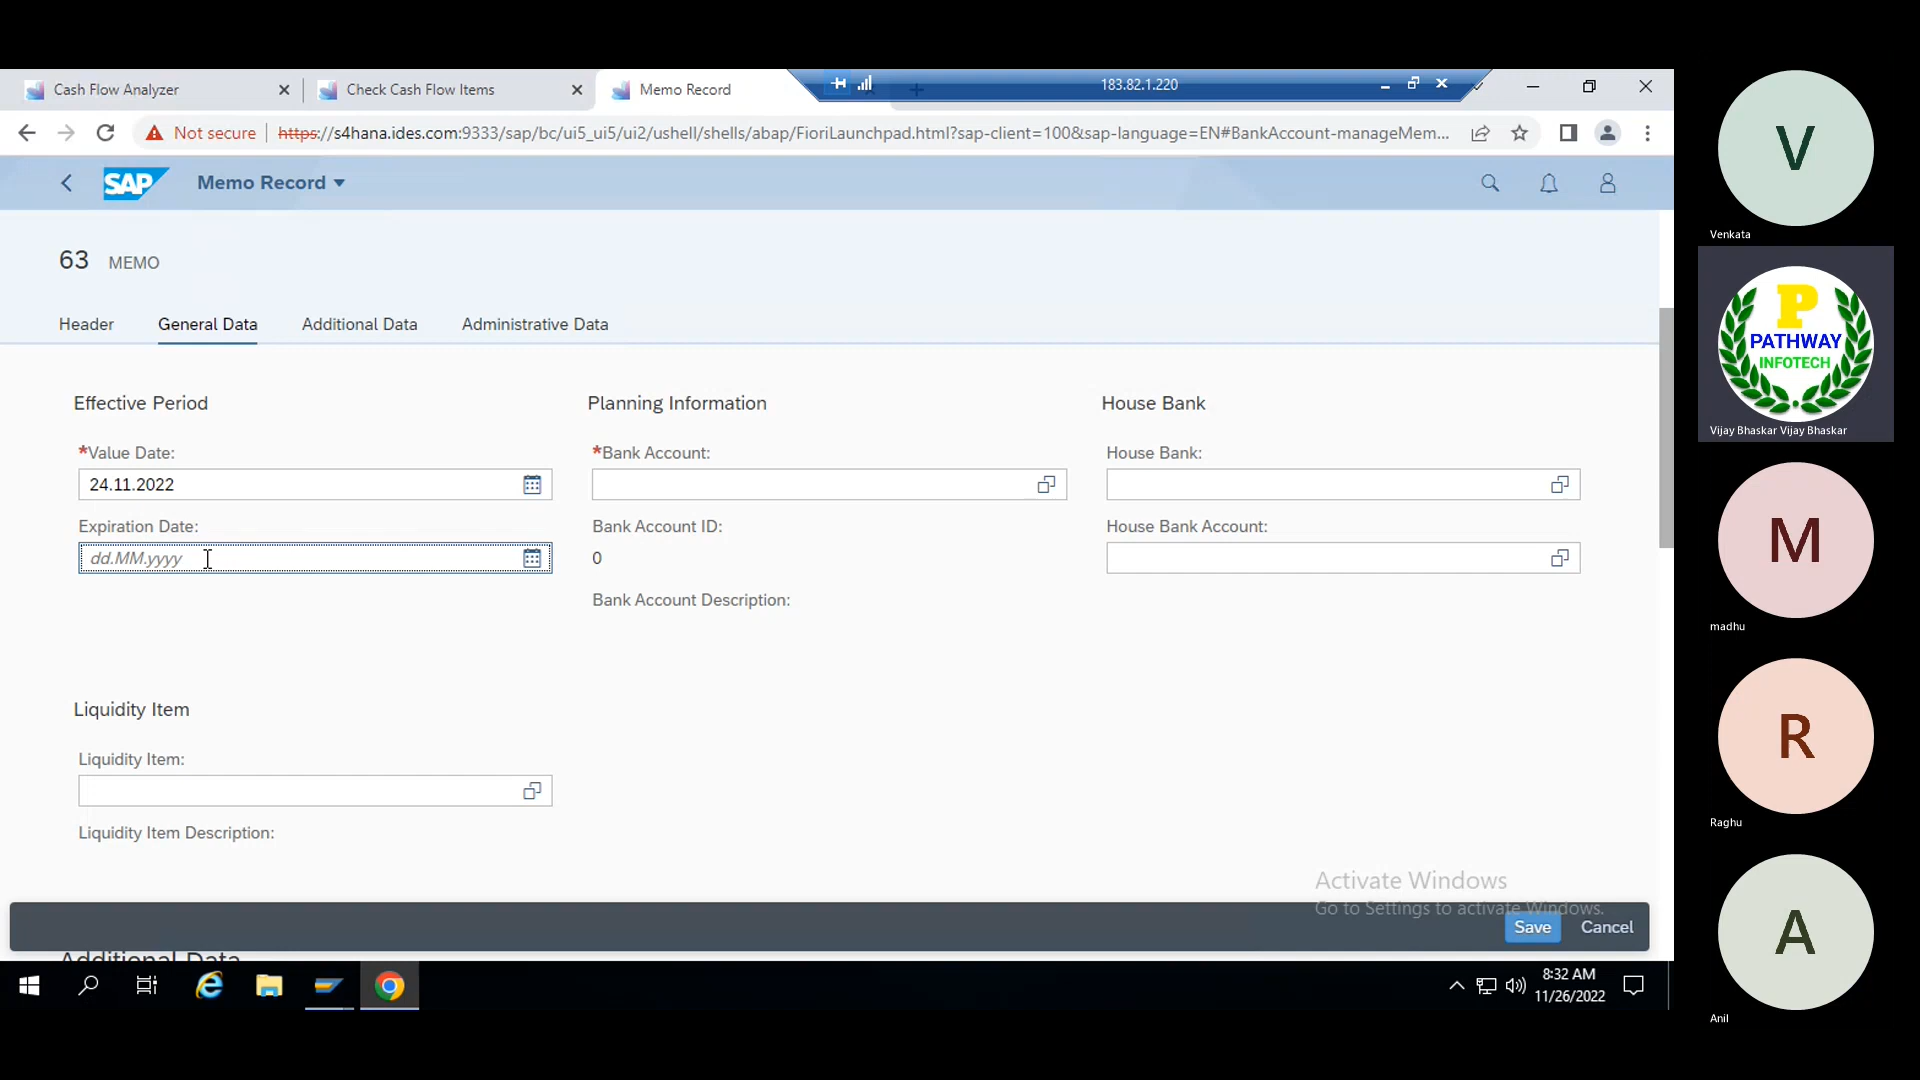 Cash Flow Analyzer
Check Cash Flow Items
Memo Record
183.82.1.220
Not secure
https://s4hana.ides.com:9333/sap/bc/ui5_ui5/ui2/ushell/shells/abap/FioriLaunchpad.html?sap-client=100&sap-language=EN#BankAccount-manageMem...
SAP
Memo Record
63 MEMO
Header
General Data
Additional Data
Administrative Data
Effective Period
*Value Date:
24.11.2022
Expiration Date:
dd.MM.yyyy
Planning Information
*Bank Account:
Bank Account ID:
0
Bank Account Description:
House Bank
House Bank:
House Bank Account:
Liquidity Item
Liquidity Item:
Liquidity Item Description:
Activate Windows
Go to Settings to activate Windows.
Save
Cancel
Additional Data
8:32 AM
11/26/2022
V
Venkata
P
PATHWAY
INFOTECH
Vijay Bhaskar Vijay Bhaskar
M
madhu
R
Raghu
A
Anil